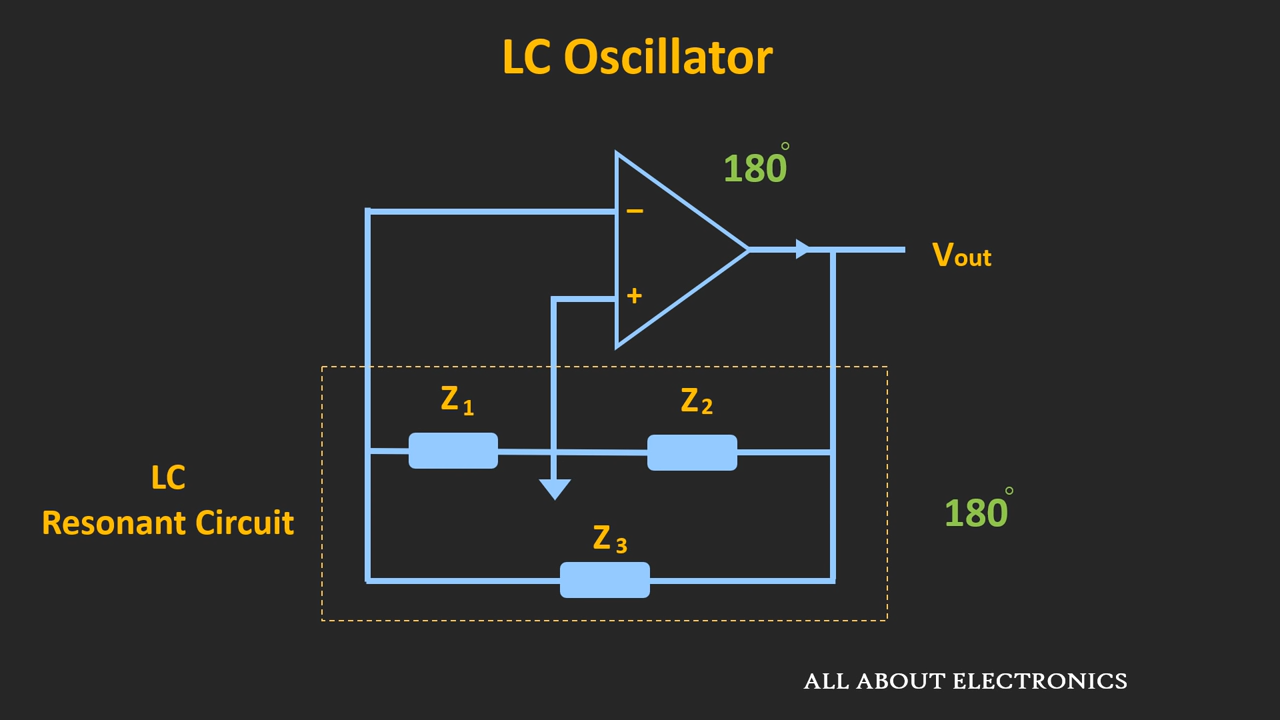 LC Oscillator
180°
−
+
Vout
Z1
Z2
LC
Resonant Circuit
180°
Z3
ALL ABOUT ELECTRONICS